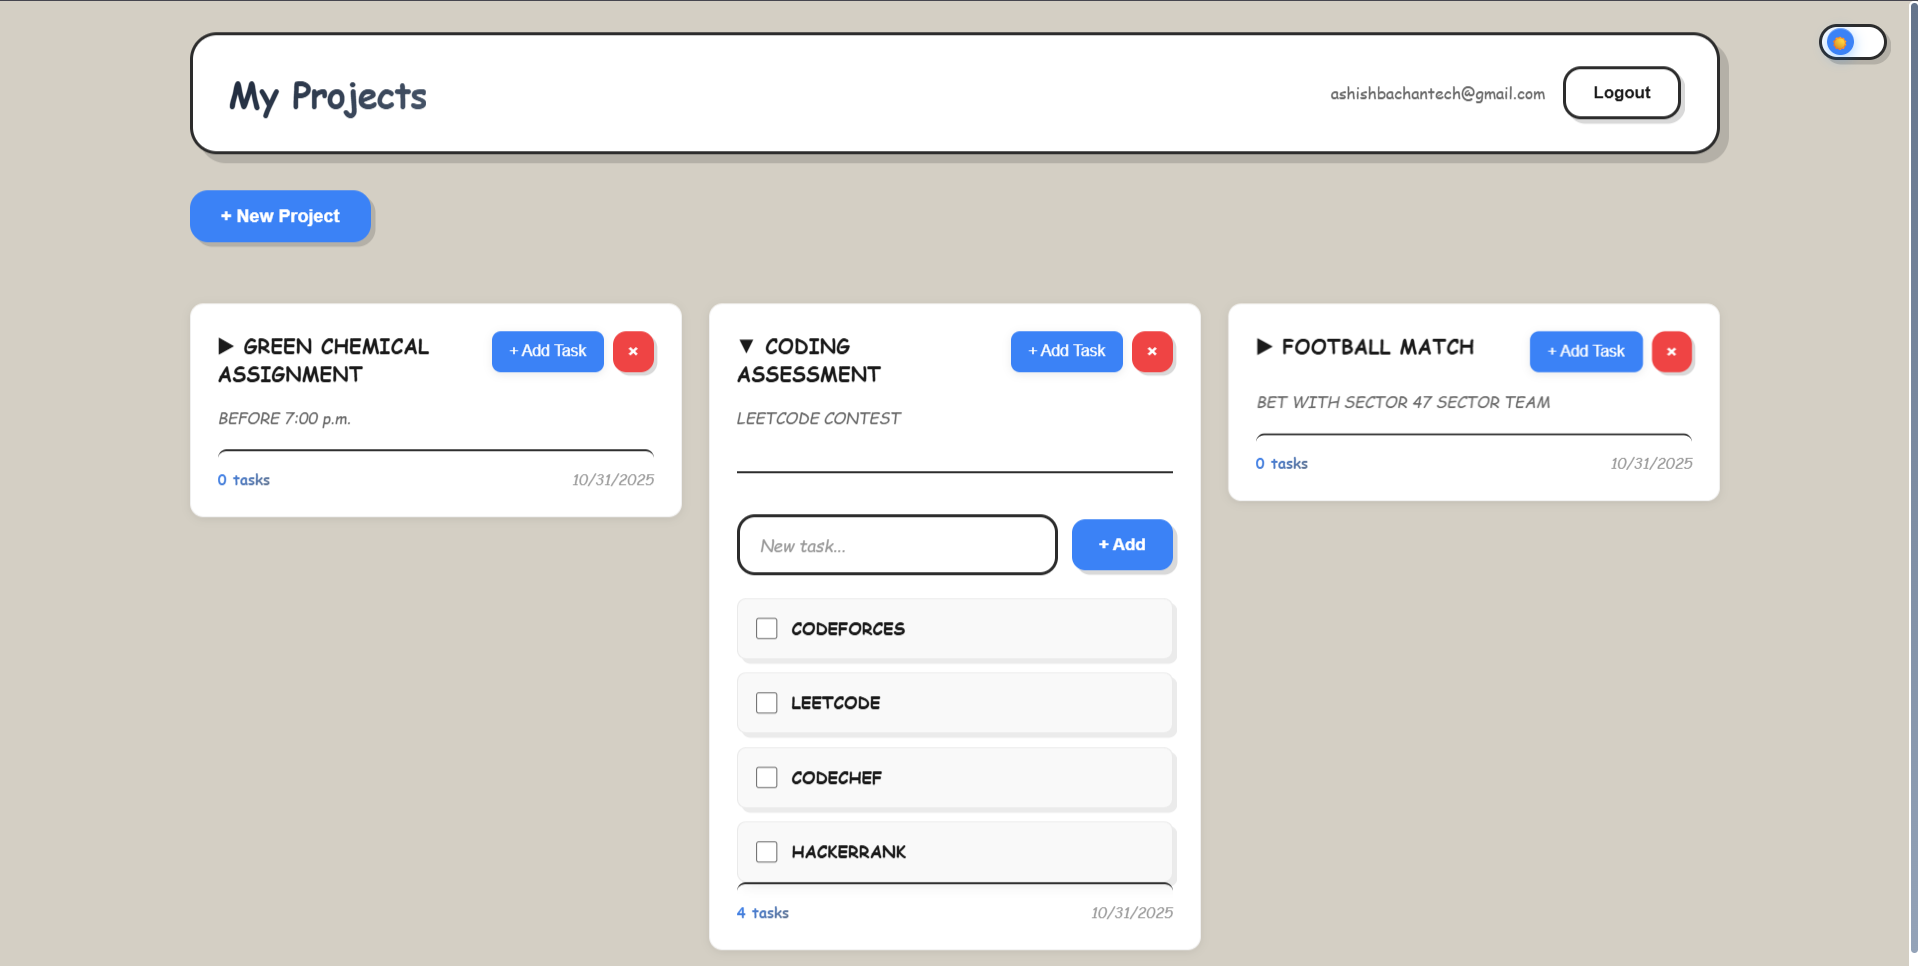 My Projects
ashishbachantech@gmail.com
Logout
+ New Project
▶ GREEN CHEMICAL
ASSIGNMENT
+ Add Task
×
BEFORE 7:00 p.m.
0 tasks
10/31/2025
▼ CODING
ASSESSMENT
+ Add Task
×
LEETCODE CONTEST
New task...
+ Add
CODEFORCES
LEETCODE
CODECHEF
HACKERRANK
4 tasks
10/31/2025
▶ FOOTBALL MATCH
+ Add Task
×
BET WITH SECTOR 47 SECTOR TEAM
0 tasks
10/31/2025